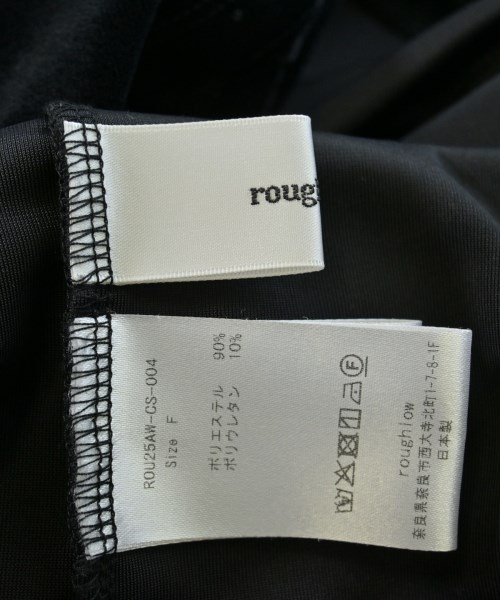 roughl
ROU25AW-CS-004
Size F
ポリエステル 90%
ポリウレタン 10%
roughlow
奈良県奈良市西大寺北町1-7-8-1F
日本製